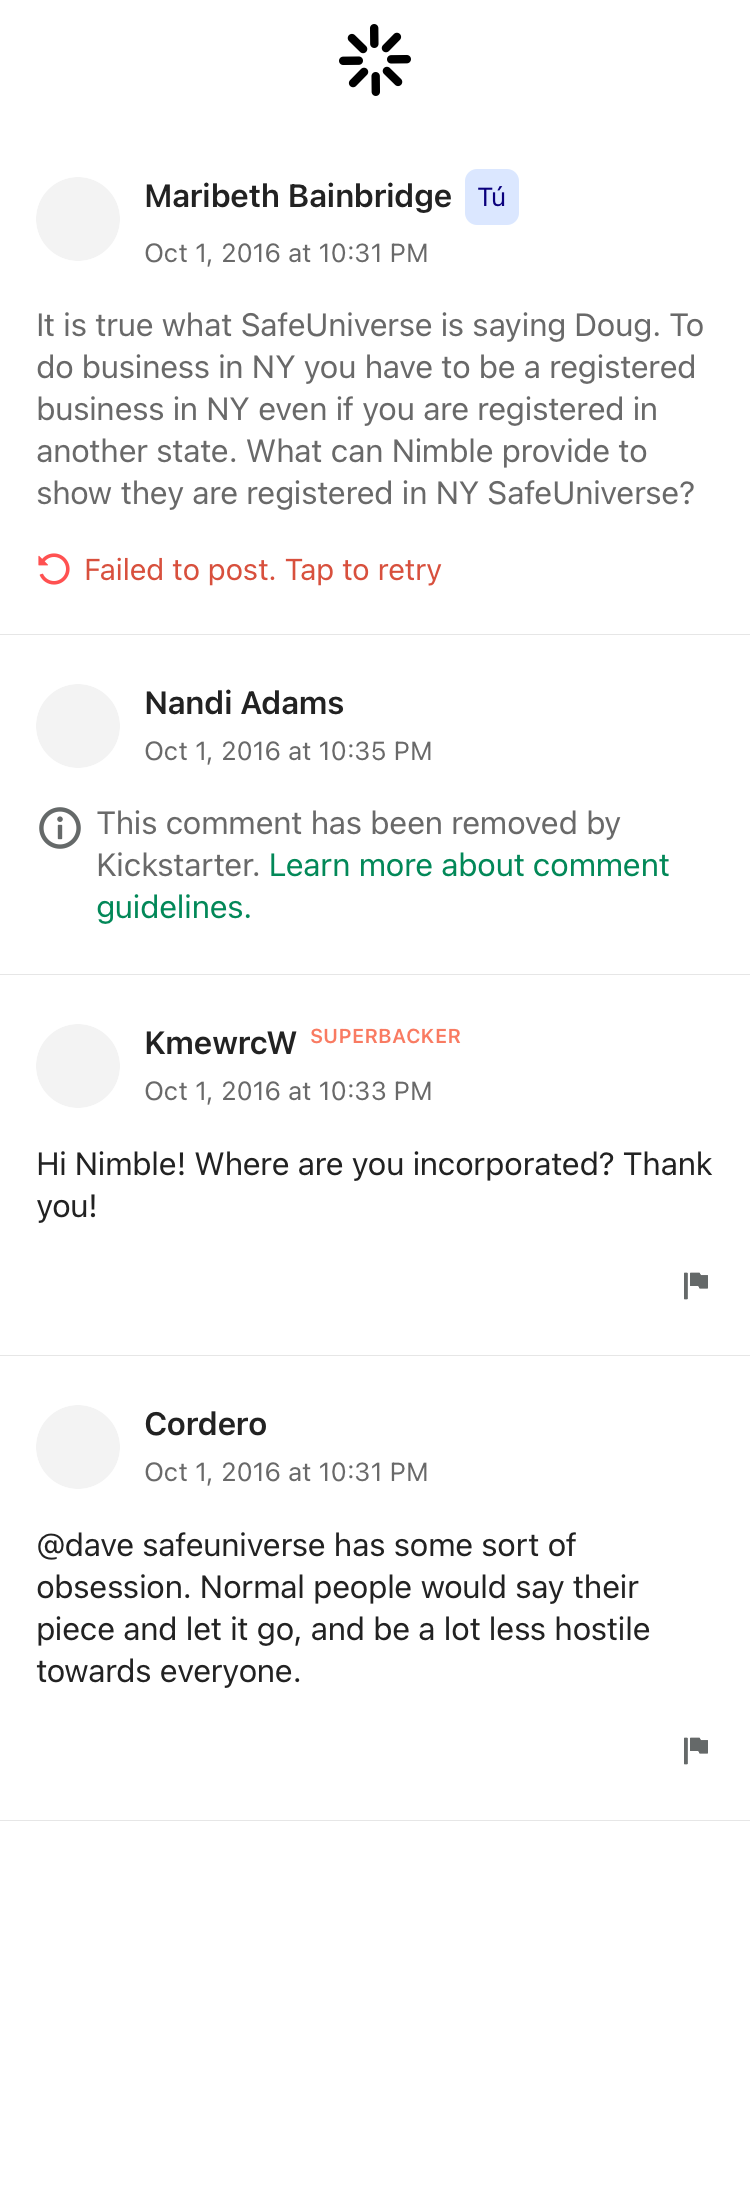 Maribeth Bainbridge Tú
Oct 1, 2016 at 10:31 PM
It is true what SafeUniverse is saying Doug. To
do business in NY you have to be a registered
business in NY even if you are registered in
another state. What can Nimble provide to
show they are registered in NY SafeUniverse?
Failed to post. Tap to retry
Nandi Adams
Oct 1, 2016 at 10:35 PM
This comment has been removed by
Kickstarter. Learn more about comment
guidelines.
KmewrcW SUPERBACKER
Oct 1, 2016 at 10:33 PM
Hi Nimble! Where are you incorporated? Thank
you!
Cordero
Oct 1, 2016 at 10:31 PM
@dave safeuniverse has some sort of
obsession. Normal people would say their
piece and let it go, and be a lot less hostile
towards everyone.